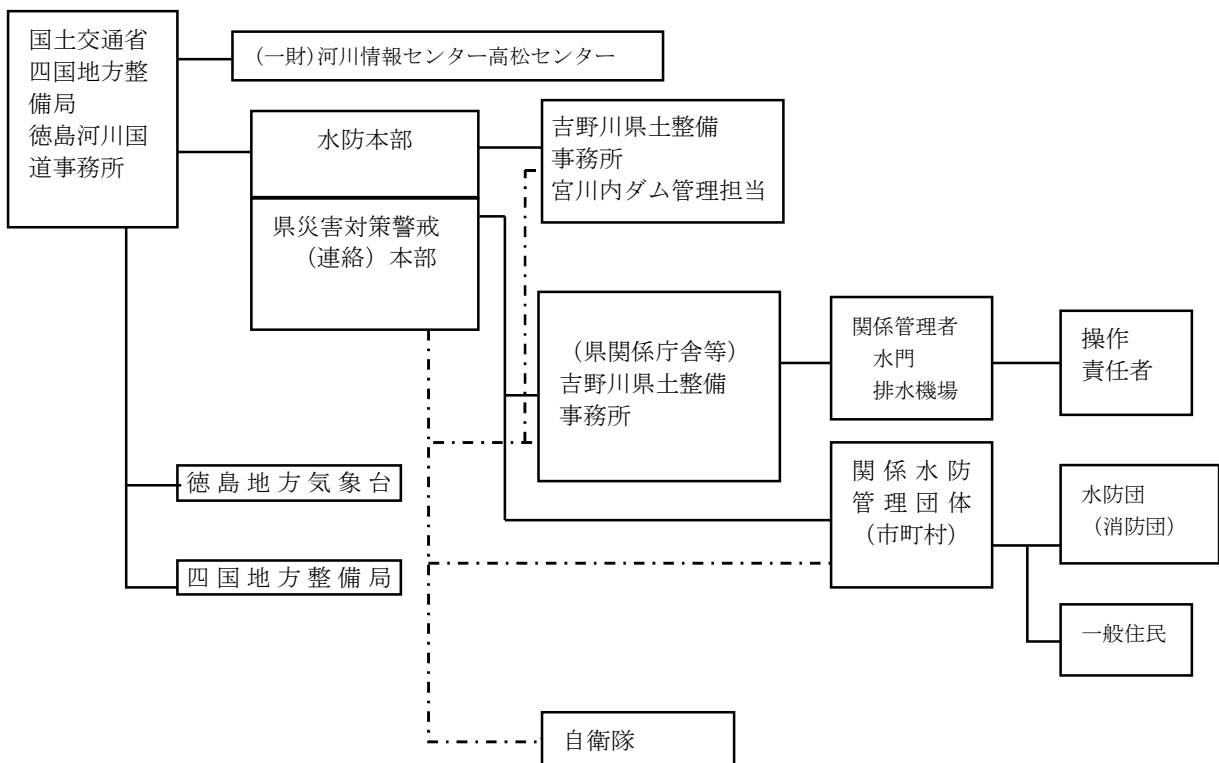 国土交通省
四国地方整
備局
徳島河川国
道事務所
(一財)河川情報センター高松センター
水防本部
県災害対策警戒
（連絡）本部
吉野川県土整備
事務所
宮川内ダム管理担当
（県関係庁舎等）
吉野川県土整備
事務所
関係管理者
水門
排水機場
操作
責任者
徳島地方気象台
四国地方整備局
関係水防
管理団体
（市町村）
水防団
（消防団）
一般住民
自衛隊